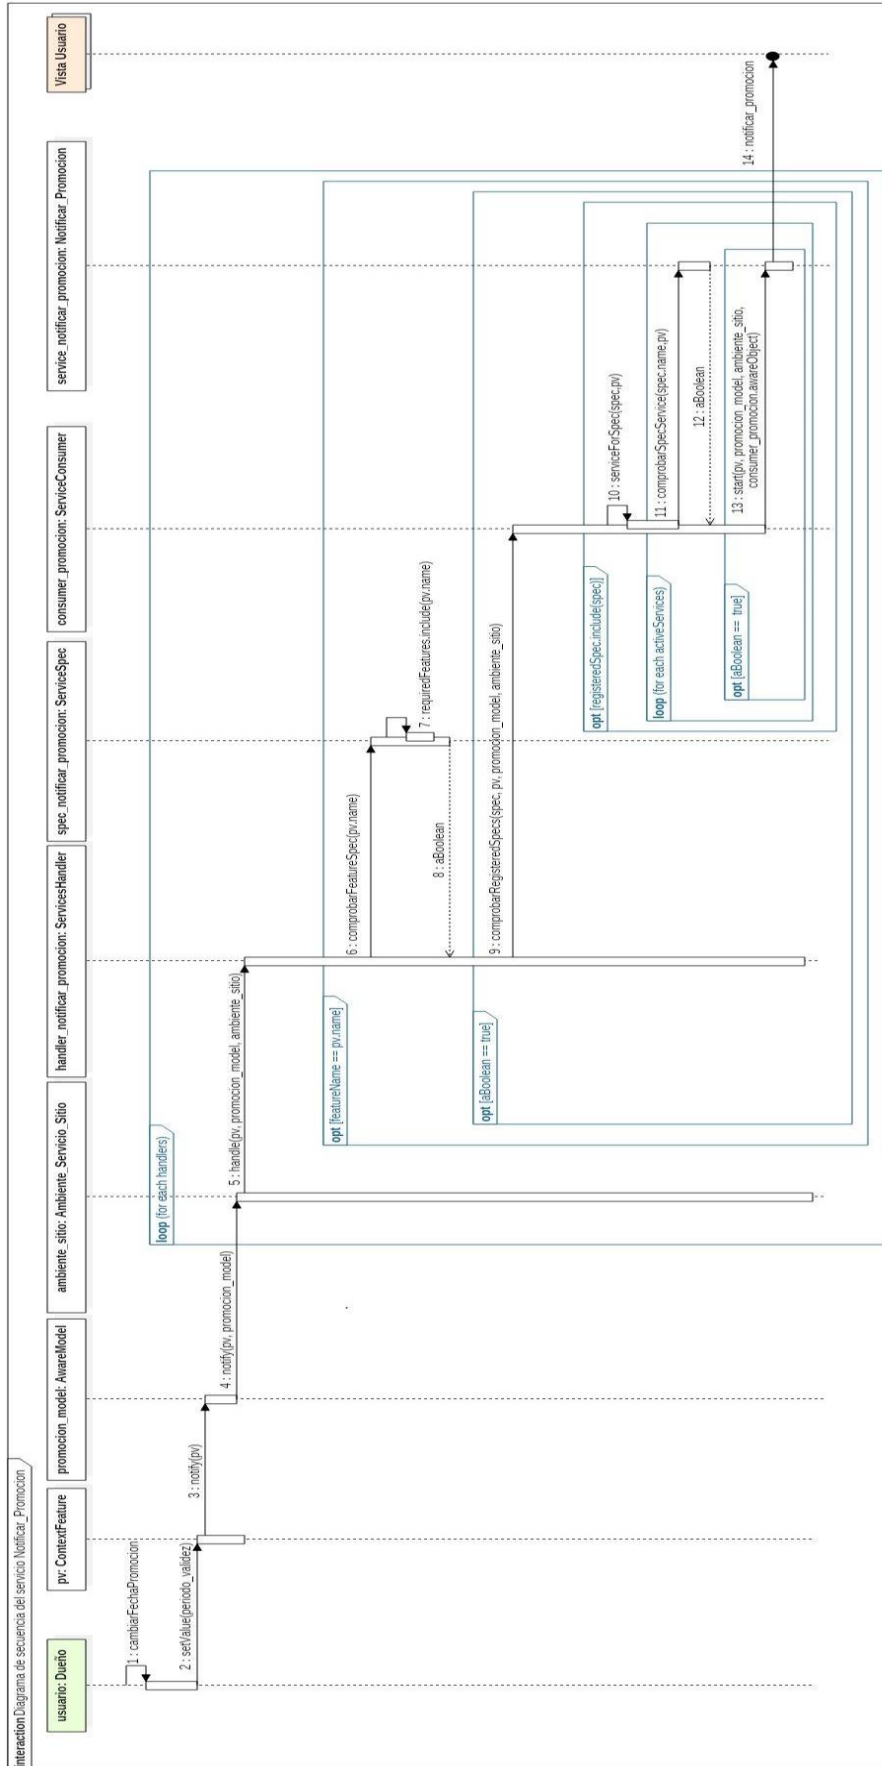 interaction Diagrama de secuencia del servicio Notificar_Promocion
usuario: Dueño
pv: ContextFeature
promocion_model: AwareModel
ambiente_sitio: Ambiente_Servicio_Sitio
handler_notificar_promocion: ServicesHandler
spec_notificar_promocion: ServiceSpec
consumer_promocion: ServiceConsumer
service_notificar_promocion: Notificar_Promocion
Vista Usuario
1 : cambiarFechaPromocion
loop (for each handlers)
2 : setValue(periodo_validez)
3 : notify(pv)
4 : notify(pv, promocion_model)
5 : handle(pv, promocion_model, ambiente_sitio)
opt [featureName == pv.name]
6 : comprobarFeatureSpec(pv.name)
7 : requiredFeatures.include(pv.name)
8 : aBoolean
opt [aBoolean == true]
9 : comprobarRegisteredSpecs(spec, pv, promocion_model, ambiente_sitio)
opt [registeredSpec.include(spec)]
10 : serviceForSpec(spec,pv)
loop (for each activeServices)
11 : comprobarSpecService(spec.name,pv)
12 : aBoolean
opt [aBoolean == true]
13 : start(pv, promocion_model, ambiente_sitio,
consumer_promocion.awareObject)
14 : notificar_promocion